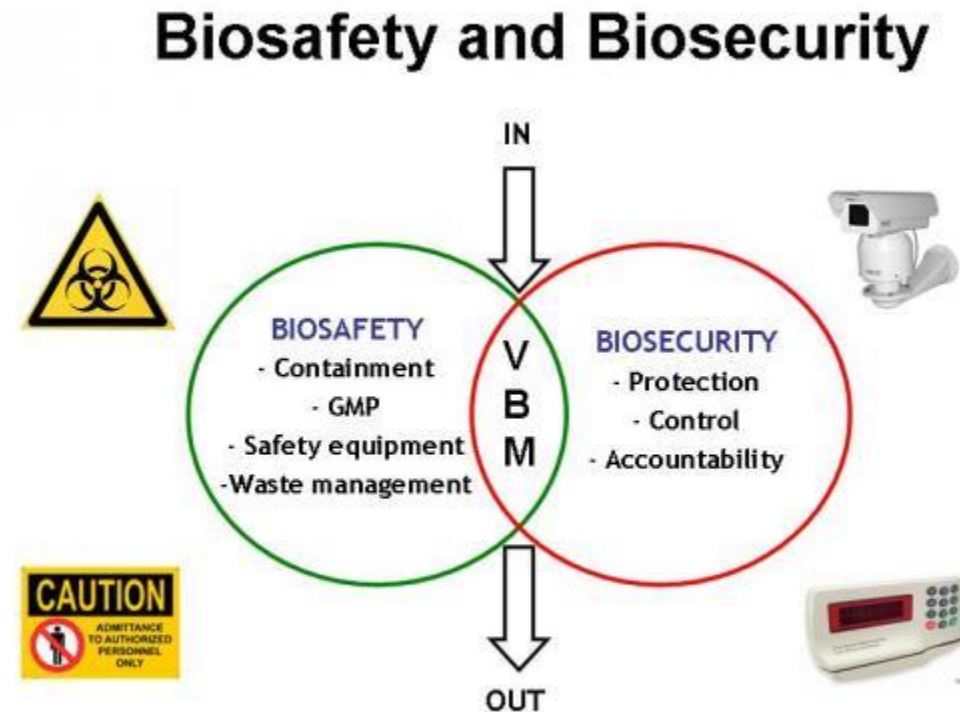 Biosafety and Biosecurity
IN
BIOSAFETY
- Containment
- GMP
- Safety equipment
-Waste management
V
B
M
BIOSECURITY
- Protection
- Control
- Accountability
CAUTION
ADMITTANCE
TO AUTHORIZED
PERSONNEL
ONLY
OUT